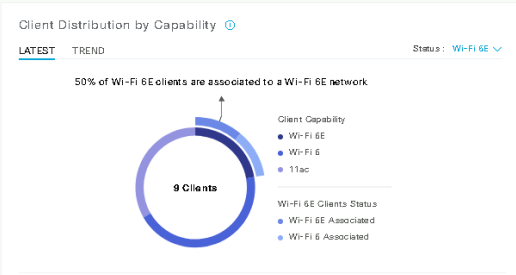 Client Distribution by Capability
LATEST TREND Status : Wi-Fi 6E
50% of Wi-Fi 6E clients are associated to a Wi-Fi 6E network
Client Capability
Wi-Fi 6E
Wi-Fi 6
11ac
9 Clients
Wi-Fi 6E Clients Status
Wi-Fi 6E Associated
Wi-Fi 6 Associated